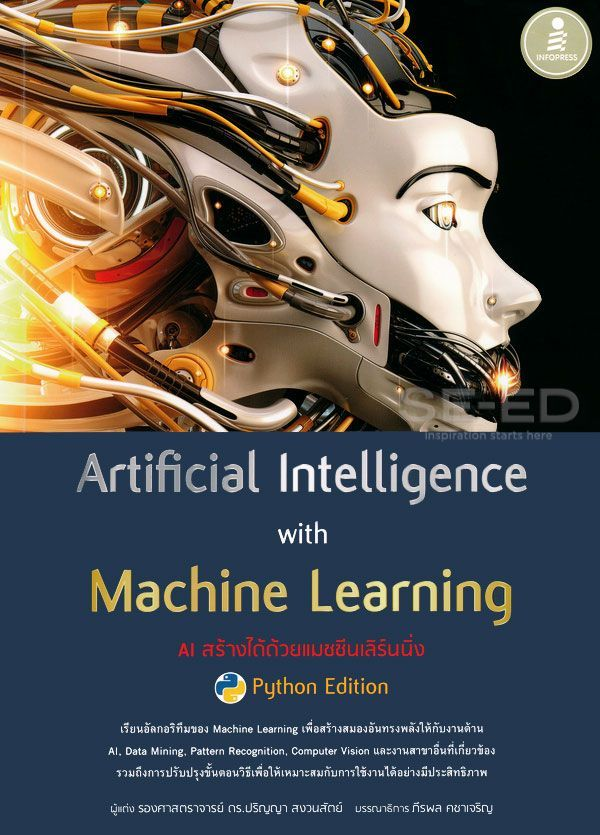 INFOPRESS
SE-ED
inspiration starts here
Artificial Intelligence
with
Machine Learning
AI สร้างได้ด้วยแมชชีนเลิร์นนิ่ง
Python Edition
เรียนอัลกอริทึมของ Machine Learning เพื่อสร้างสมองอันทรงพลังให้กับงานด้าน
AI, Data Mining, Pattern Recognition, Computer Vision และงานสาขาอื่นที่เกี่ยวข้อง
รวมถึงการปรับปรุงขั้นตอนวิธีเพื่อให้เหมาะสมกับการใช้งานได้อย่างมีประสิทธิภาพ
ผู้แต่ง รองศาสตราจารย์ ดร.ปริญญา สงวนสัตย์ บรรณาธิการ ภีรพล คชาเจริญ